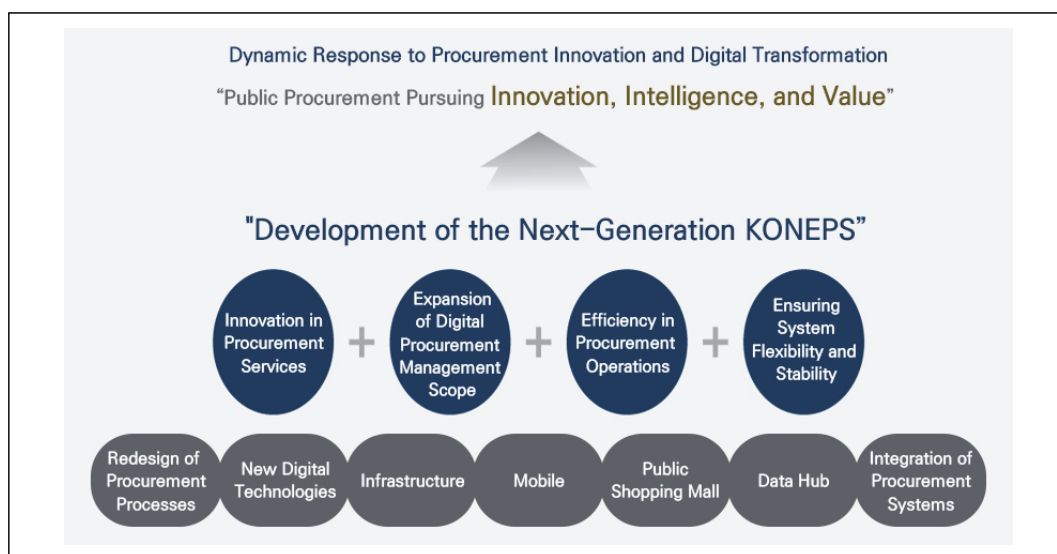 Dynamic Response to Procurement Innovation and Digital Transformation
“Public Procurement Pursuing Innovation, Intelligence, and Value”
"Development of the Next-Generation KONEPS”
Innovation in
Procurement
Services
+
Expansion
of Digital
Procurement
Management
Scope
+
Efficiency in
Procurement
Operations
+
Ensuring
System
Flexibility and
Stability
Redesign of
Procurement
Processes
New Digital
Technologies
Infrastructure
Mobile
Public
Shopping Mall
Data Hub
Integration of
Procurement
Systems